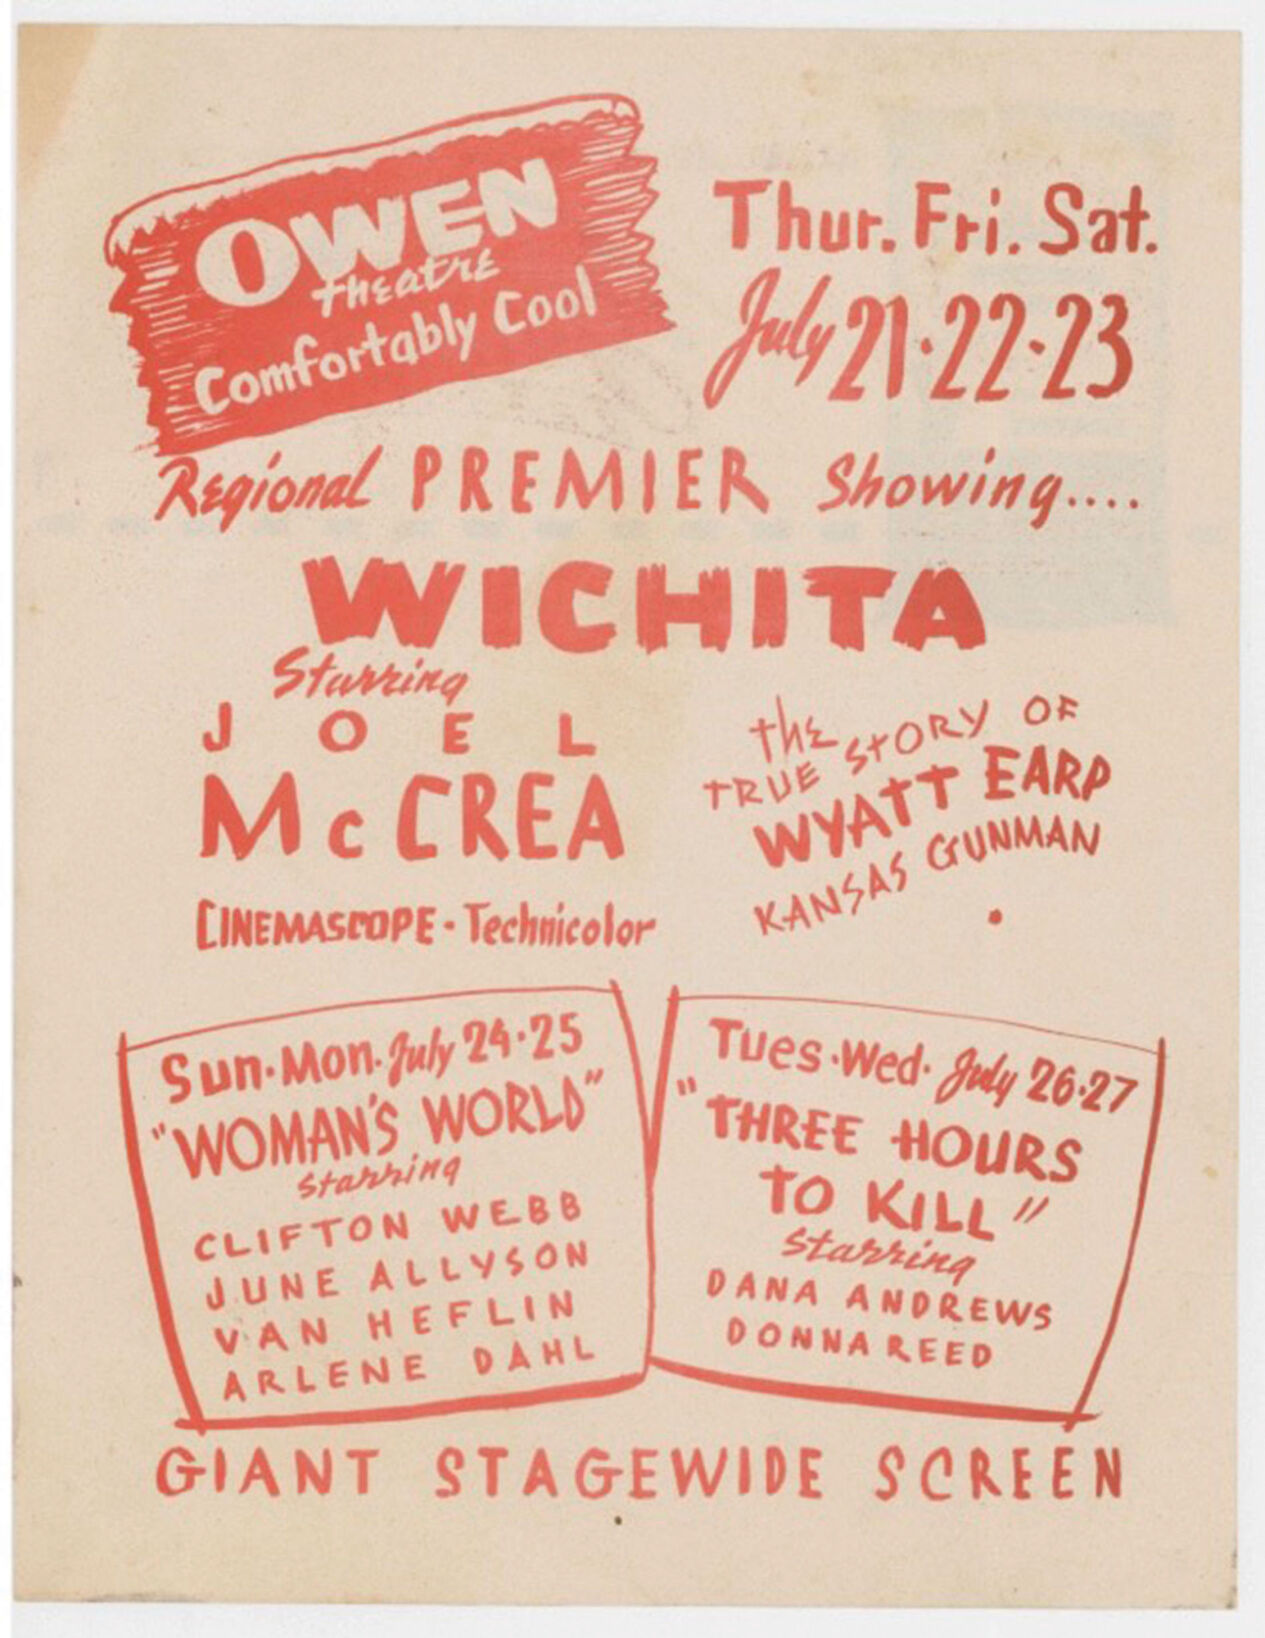 OWEN
theatre
Comfortably Cool
Thur. Fri. Sat.
July 21·22·23
Regional PREMIER Showing....
WICHITA
Starring
JOEL
McCREA
CINEMASCOPE - Technicolor
the
TRUE StORY OF
WYATT EARP
KANSAS GUNMAN
Sun·Mon·July 24·25
"WOMAN'S WORLD"
Starring
CLIFTON WEBB
JUNE ALLYSON
VAN HEFLIN
ARLENE DAHL
Tues·Wed·July 26·27
"THREE HOURS
TO KILL"
Starring
DANA ANDREWS
DONNA REED
GIANT STAGEWIDE SCREEN